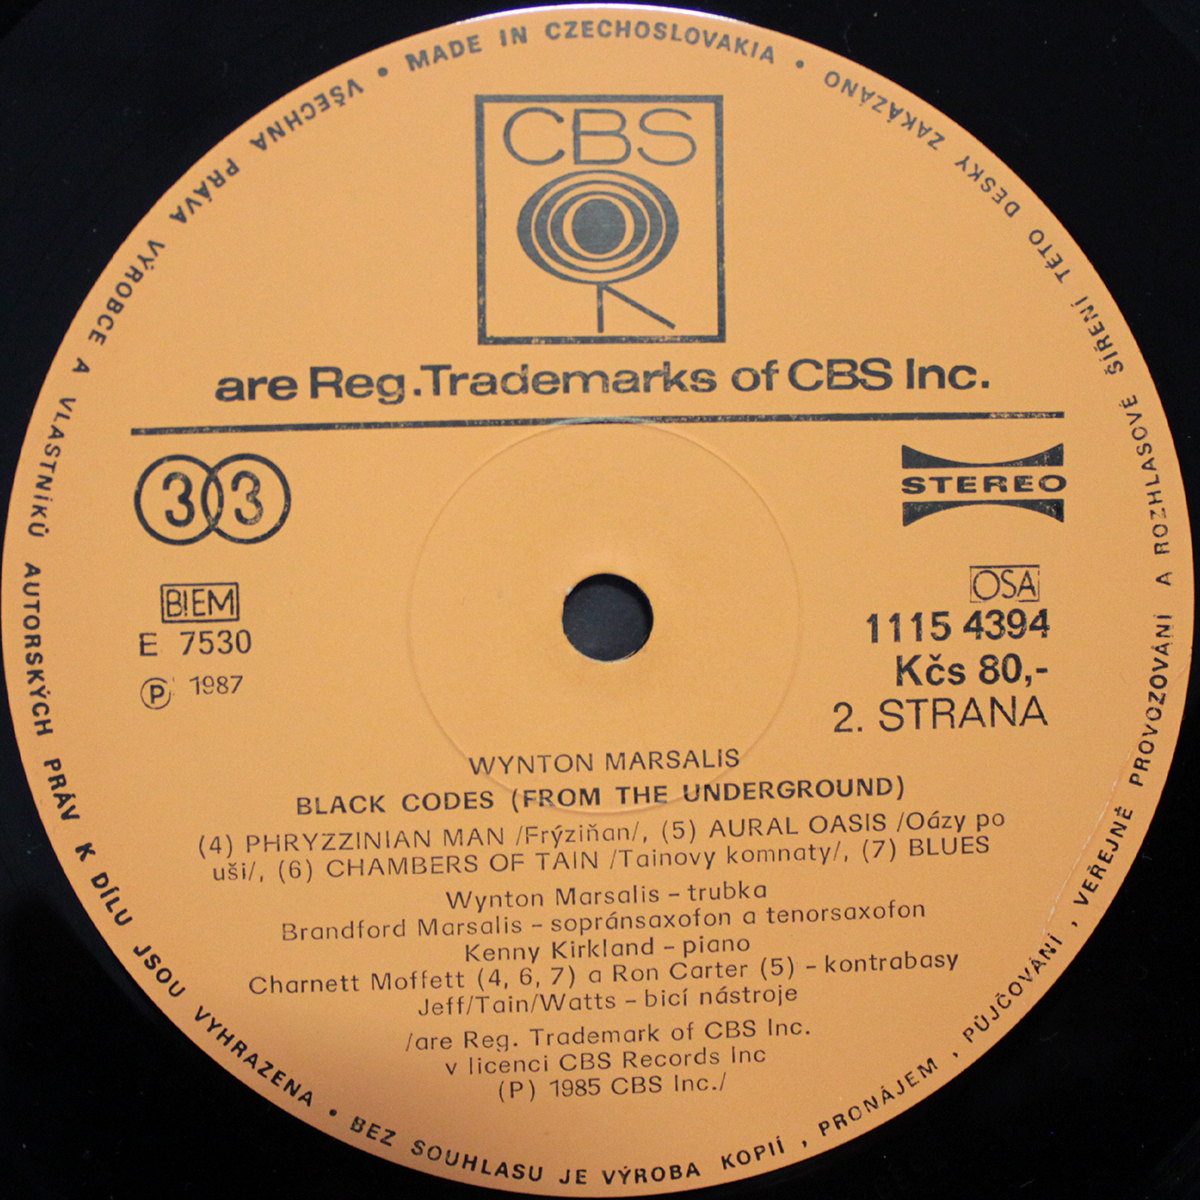 MADE IN CZECHOSLOVAKIA • ONÁZÁKAZ YKSED OTÉT
CBS
are Reg.Trademarks of CBS Inc.
33
STEREO
BIEM
E 7530
P 1987
OSA
1115 4394
Kčs 80,-
2. STRANA
WYNTON MARSALIS
BLACK CODES (FROM THE UNDERGROUND)
(4) PHRYZZINIAN MAN /Frýziňan/, (5) AURAL OASIS /Oázy po
uši/, (6) CHAMBERS OF TAIN /Tainovy komnaty/, (7) BLUES
Wynton Marsalis – trubka
Brandford Marsalis – sopránsaxofon a tenorsaxofon
Kenny Kirkland – piano
Charnett Moffett (4, 6, 7) a Ron Carter (5) – kontrabasy
Jeff/Tain/Watts – bicí nástroje
/are Reg. Trademark of CBS Inc.
v licenci CBS Records Inc
(P) 1985 CBS Inc./
VŠECHNA PRÁVA VÝROBCE A VLASTNÍKŮ AUTORSKÝCH PRÁV K DÍLU JSOU VYHRAZENA • BEZ SOUHLASU JE VÝROBA KOPIÍ , PRONÁJEM , PŮJČOVÁNÍ , VEŘEJNÉ PROVOZOVÁNÍ A ROZHLASOVÉ ŠÍŘENÍ TÉTO DESKY ZAKÁZÁNO